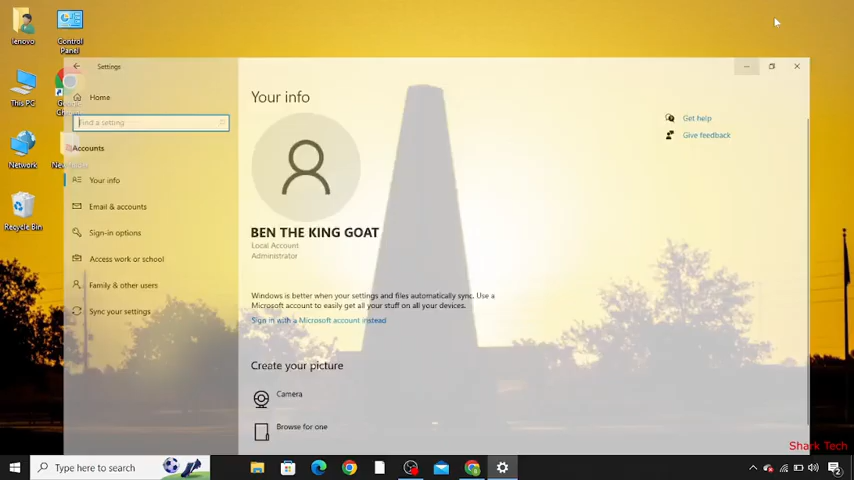 lenovo
Control
Panel
This PC
Google
Network
Recycle Bin
Settings
Home
Find a setting
Accounts
Your info
Email & accounts
Sign-in options
Access work or school
Family & other users
Sync your settings
Your info
BEN THE KING GOAT
Local Account
Administrator
Windows is better when your settings and files automatically sync. Use a
Microsoft account to easily get all your stuff on all your devices.
Sign in with a Microsoft account instead
Create your picture
Camera
Browse for one
Get help
Give feedback
Shark Tech
Type here to search
2